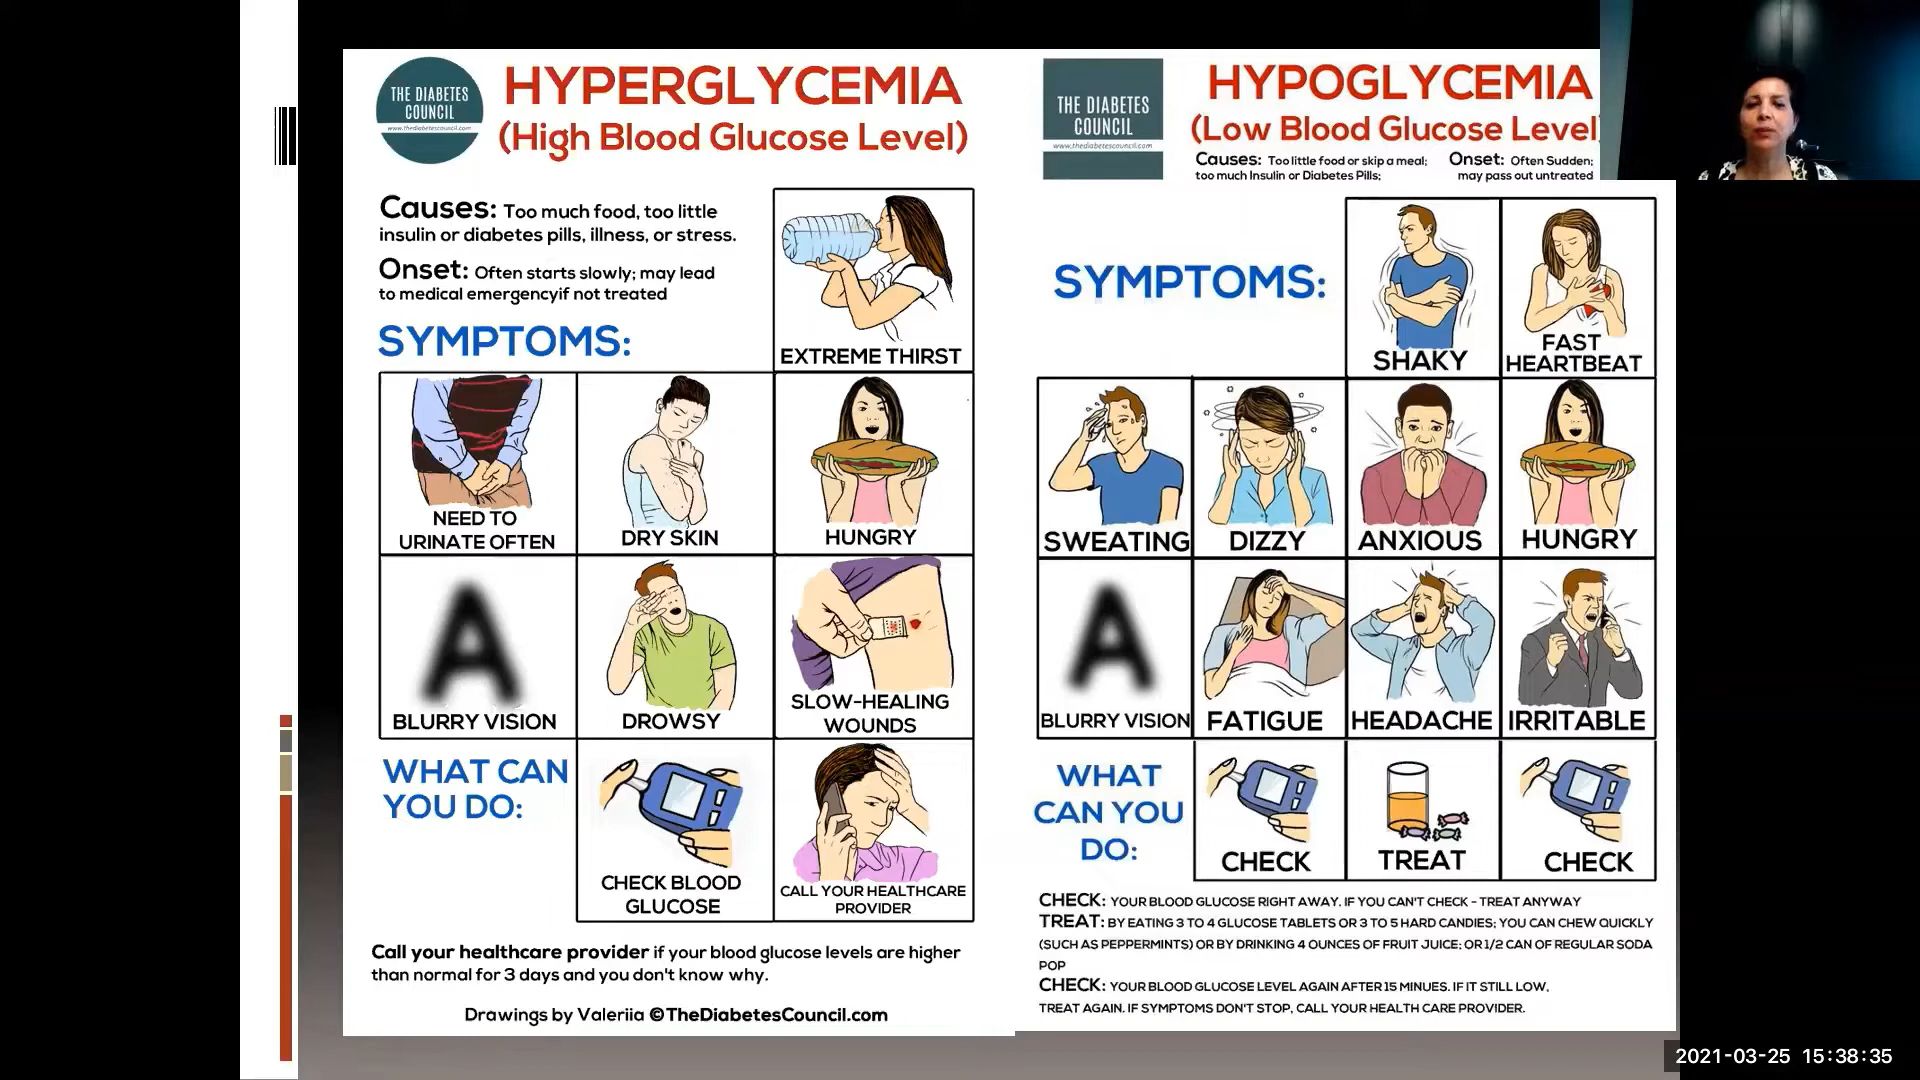 THE DIABETES
COUNCIL
www.thediabetescouncil.com
HYPERGLYCEMIA
(High Blood Glucose Level)
Causes: Too much food, too little
insulin or diabetes pills, illness, or stress.
Onset: Often starts slowly; may lead
to medical emergencyif not treated
SYMPTOMS:
EXTREME THIRST
NEED TO
URINATE OFTEN
DRY SKIN
HUNGRY
A
BLURRY VISION
DROWSY
SLOW-HEALING
WOUNDS
WHAT CAN
YOU DO:
CHECK BLOOD
GLUCOSE
CALL YOUR HEALTHCARE
PROVIDER
Call your healthcare provider if your blood glucose levels are higher
than normal for 3 days and you don't know why.
Drawings by Valeriia ©TheDiabetesCouncil.com
THE DIABETES
COUNCIL
www.thediabetescouncil.com
HYPOGLYCEMIA
(Low Blood Glucose Level
Causes: Too little food or skip a meal;
too much Insulin or Diabetes Pills;
Onset: Often Sudden;
may pass out untreated
SYMPTOMS:
SHAKY
FAST
HEARTBEAT
SWEATING
DIZZY
ANXIOUS
HUNGRY
A
BLURRY VISION
FATIGUE
HEADACHE
IRRITABLE
WHAT
CAN YOU
DO:
CHECK
TREAT
CHECK
CHECK: YOUR BLOOD GLUCOSE RIGHT AWAY. IF YOU CAN'T CHECK - TREAT ANYWAY
TREAT: BY EATING 3 TO 4 GLUCOSE TABLETS OR 3 TO 5 HARD CANDIES; YOU CAN CHEW QUICKLY
(SUCH AS PEPPERMINTS) OR BY DRINKING 4 OUNCES OF FRUIT JUICE; OR 1/2 CAN OF REGULAR SODA
POP
CHECK: YOUR BLOOD GLUCOSE LEVEL AGAIN AFTER 15 MINUES. IF IT STILL LOW,
TREAT AGAIN. IF SYMPTOMS DON'T STOP, CALL YOUR HEALTH CARE PROVIDER.
2021-03-25 15:38:35